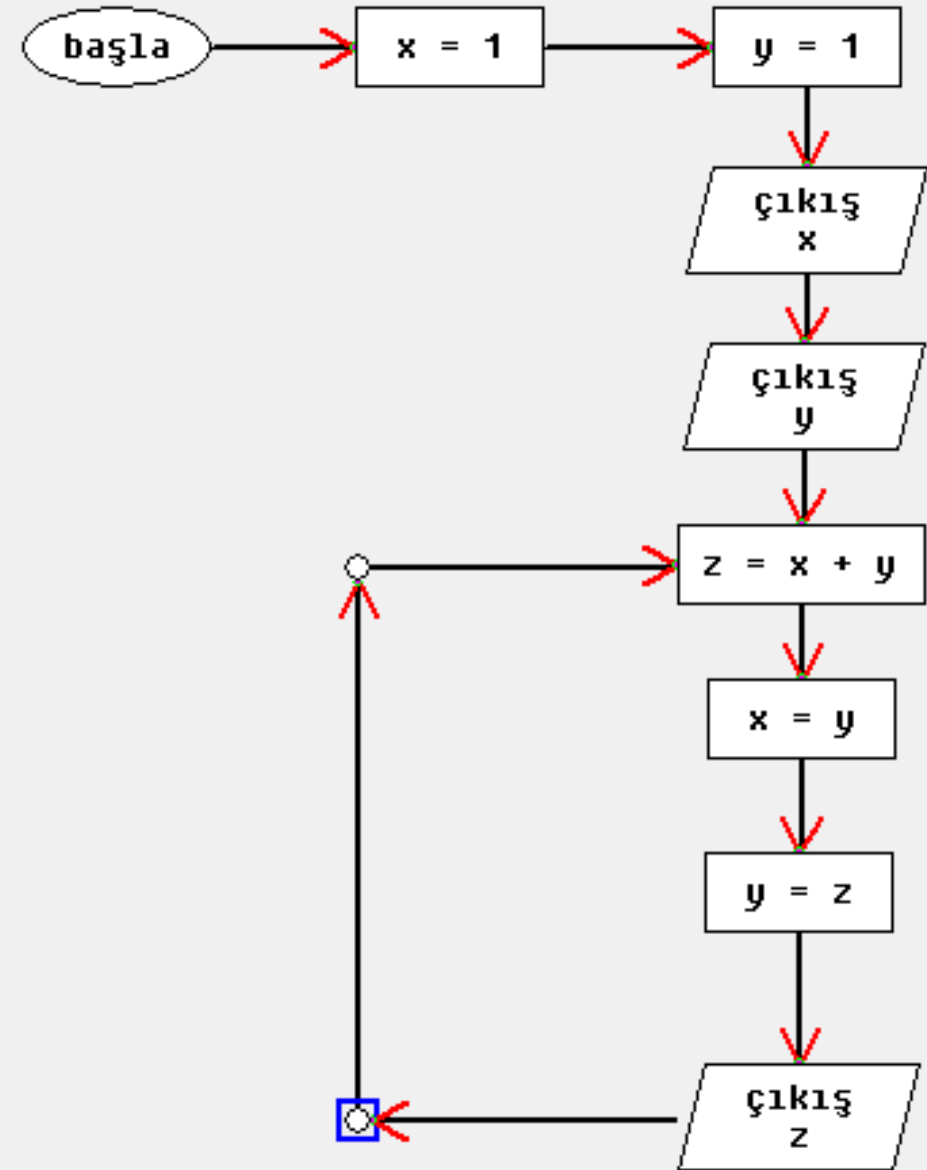 başla
x = 1
y = 1
çıkış
x
çıkış
y
z = x + y
x = y
y = z
çıkış
z